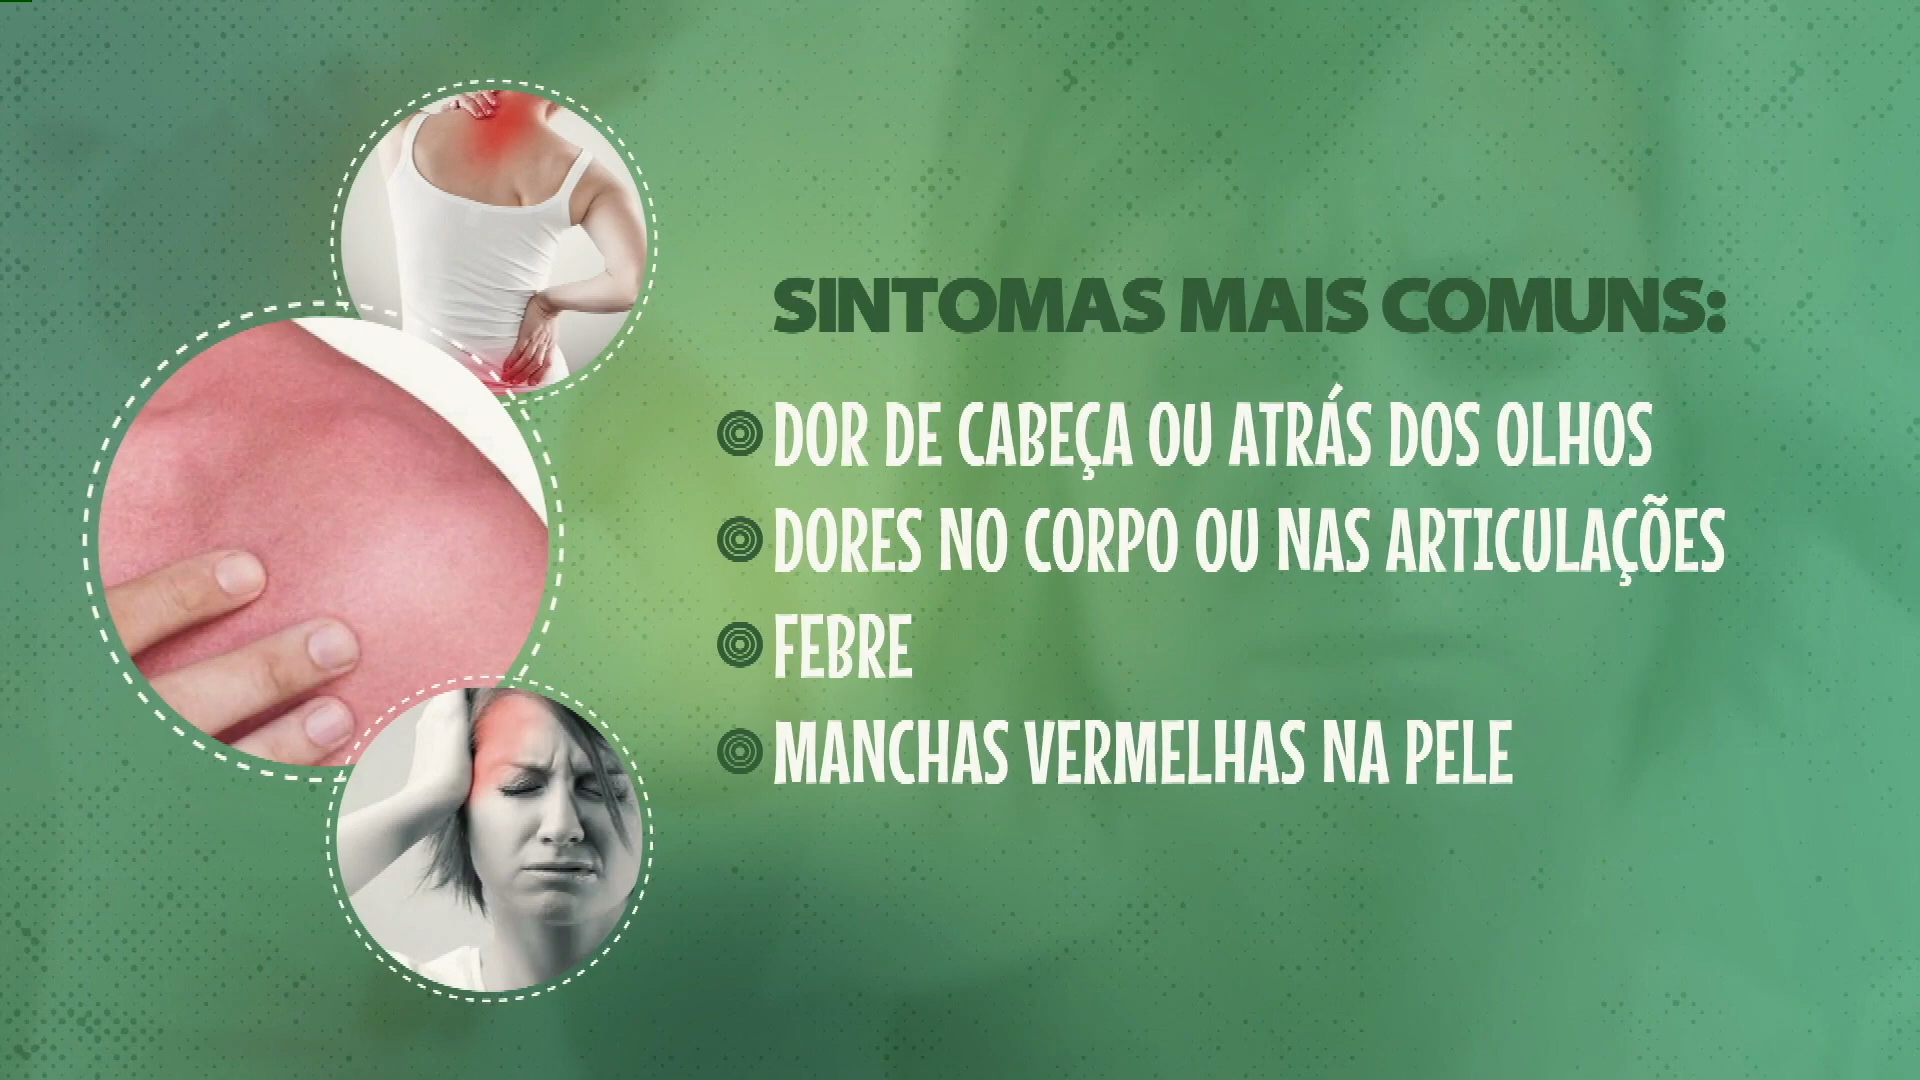 SINTOMAS MAIS COMUNS:
DOR DE CABEÇA OU ATRÁS DOS OLHOS
DORES NO CORPO OU NAS ARTICULAÇÕES
FEBRE
MANCHAS VERMELHAS NA PELE